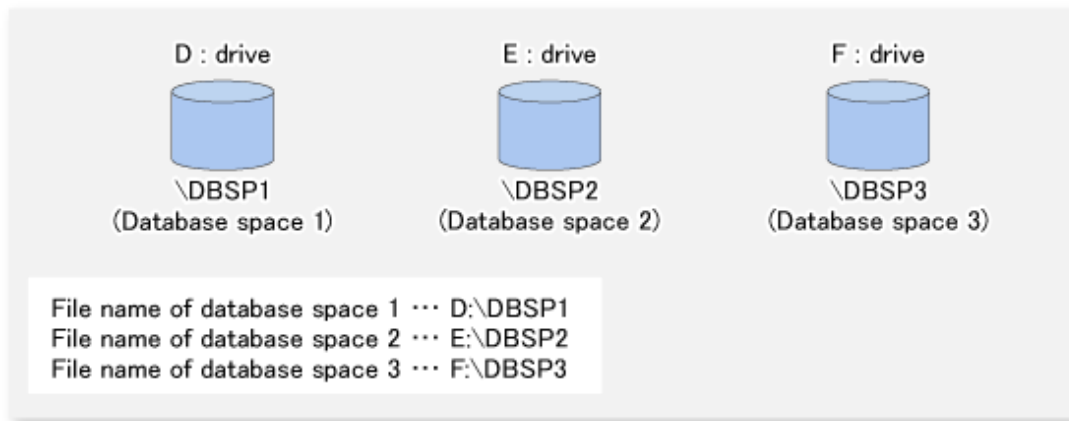 D : drive E : drive F : drive
\DBSP1 \DBSP2 \DBSP3
(Database space 1) (Database space 2) (Database space 3)
File name of database space 1 ··· D:\DBSP1
File name of database space 2 ··· E:\DBSP2
File name of database space 3 ··· F:\DBSP3